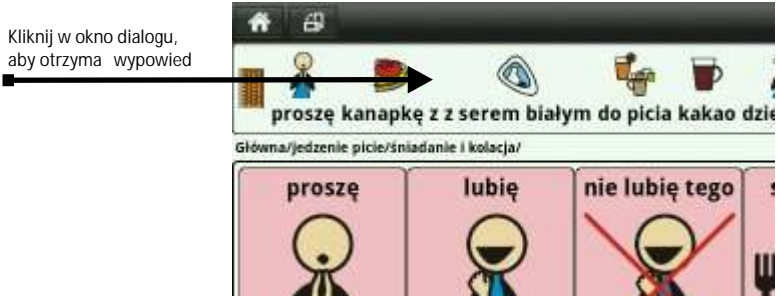 Kliknij w okno dialogu,
aby otrzyma wypowied
proszę kanapkę z z serem białym do picia kakao dzię
Główna/jedzenie picie/śniadanie i kolacja/
proszę
lubię
nie lubię tego
s